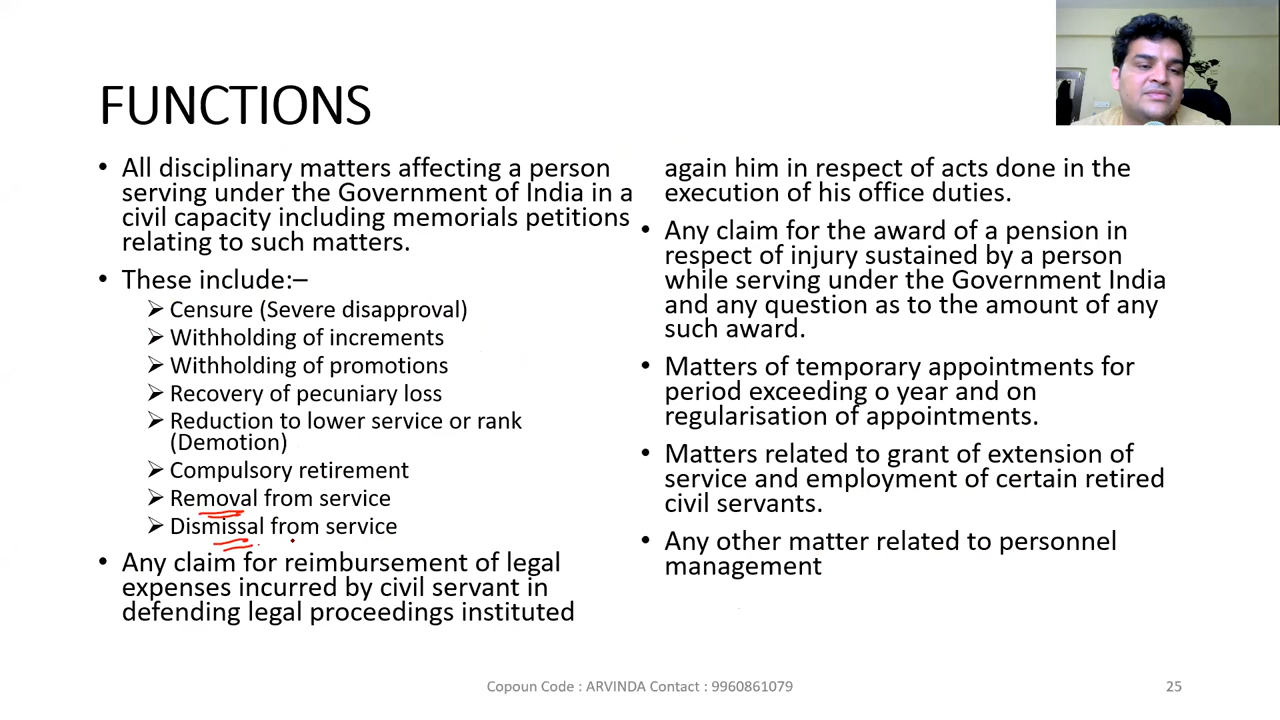 FUNCTIONS
• All disciplinary matters affecting a person
serving under the Government of India in a
civil capacity including memorials petitions
relating to such matters.
• These include:–
➢ Censure (Severe disapproval)
➢ Withholding of increments
➢ Withholding of promotions
➢ Recovery of pecuniary loss
➢ Reduction to lower service or rank
(Demotion)
➢ Compulsory retirement
➢ Removal from service
➢ Dismissal from service
• Any claim for reimbursement of legal
expenses incurred by civil servant in
defending legal proceedings instituted
again him in respect of acts done in the
execution of his office duties.
• Any claim for the award of a pension in
respect of injury sustained by a person
while serving under the Government India
and any question as to the amount of any
such award.
• Matters of temporary appointments for
period exceeding o year and on
regularisation of appointments.
• Matters related to grant of extension of
service and employment of certain retired
civil servants.
• Any other matter related to personnel
management
Copoun Code : ARVINDA Contact : 9960861079
25